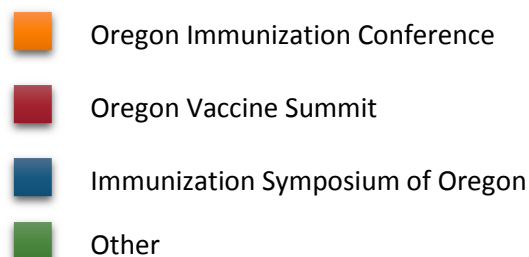 Oregon Immunization Conference
Oregon Vaccine Summit
Immunization Symposium of Oregon
Other